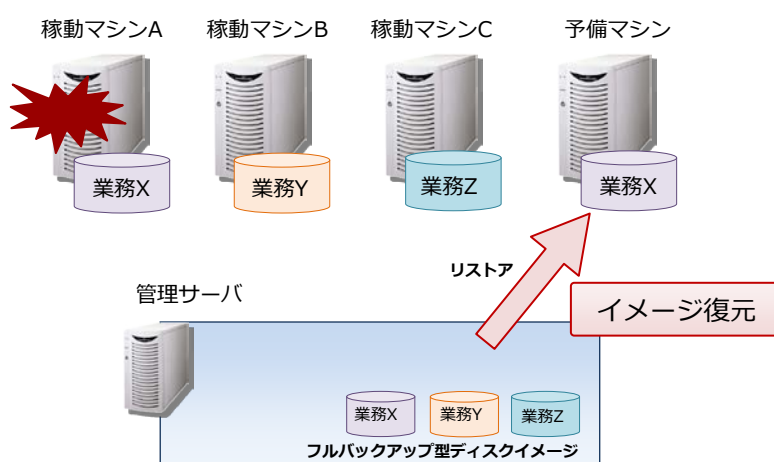 稼動マシンA
稼動マシンB
稼動マシンC
予備マシン
業務X
業務Y
業務Z
業務X
リストア
管理サーバ
イメージ復元
業務X
業務Y
業務Z
フルバックアップ型ディスクイメージ